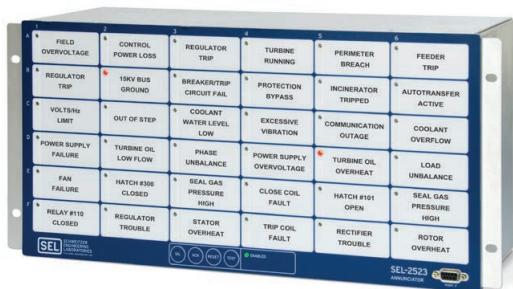 1 2 3 4 5 6
A
FIELD
OVERVOLTAGE
CONTROL
POWER LOSS
REGULATOR
TRIP
TURBINE
RUNNING
PERIMETER
BREACH
FEEDER
TRIP
B
REGULATOR
TRIP
15KV BUS
GROUND
BREAKER/TRIP
CIRCUIT FAIL
PROTECTION
BYPASS
INCINERATOR
TRIPPED
AUTOTRANSFER
ACTIVE
C
VOLTS/Hz
LIMIT
OUT OF STEP
COOLANT
WATER LEVEL
LOW
EXCESSIVE
VIBRATION
COMMUNICATION
OUTAGE
COOLANT
OVERFLOW
D
POWER SUPPLY
FAILURE
TURBINE OIL
LOW FLOW
PHASE
UNBALANCE
POWER SUPPLY
OVERVOLTAGE
TURBINE OIL
OVERHEAT
LOAD
UNBALANCE
E
FAN
FAILURE
HATCH #306
CLOSED
SEAL GAS
PRESSURE
HIGH
CLOSE COIL
FAULT
HATCH #101
OPEN
SEAL GAS
PRESSURE
HIGH
F
RELAY #110
CLOSED
REGULATOR
TROUBLE
STATOR
OVERHEAT
TRIP COIL
FAULT
RECTIFIER
TROUBLE
ROTOR
OVERHEAT
SEL
SCHWEITZER
ENGINEERING
LABORATORIES
SIL ACK RESET TEST
ENABLED
SEL-2523
ANNUNCIATOR